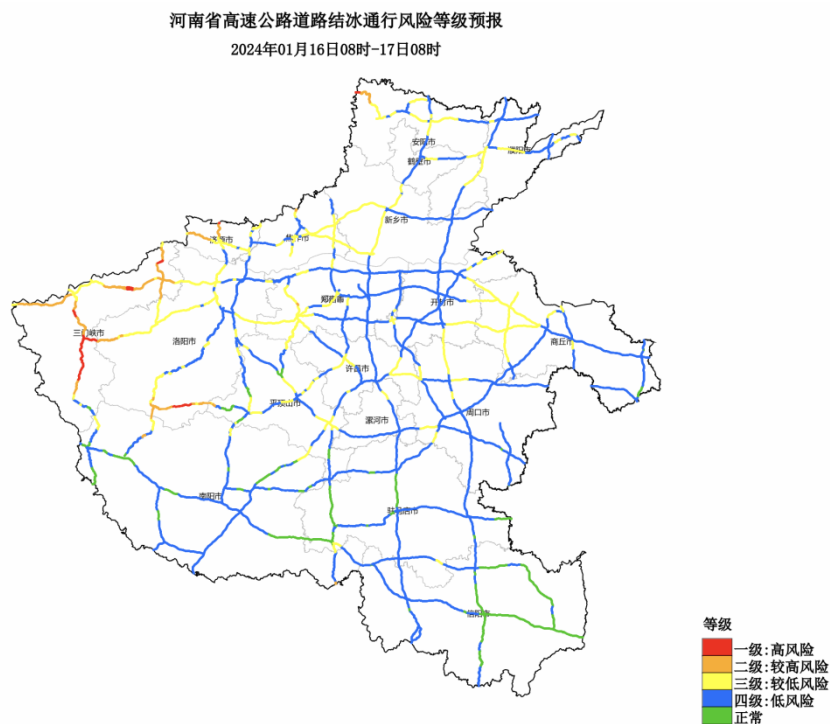 河南省高速公路道路结冰通行风险等级预报
2024年01月16日08时-17日08时
安阳市
鹤壁市
濮阳市
新乡市
济源市
焦作市
郑州市
开封市
三门峡市
洛阳市
商丘市
许昌市
平顶山市
漯河市
周口市
南阳市
驻马店市
信阳市
等级
一级:高风险
二级:较高风险
三级:较低风险
四级:低风险
正常